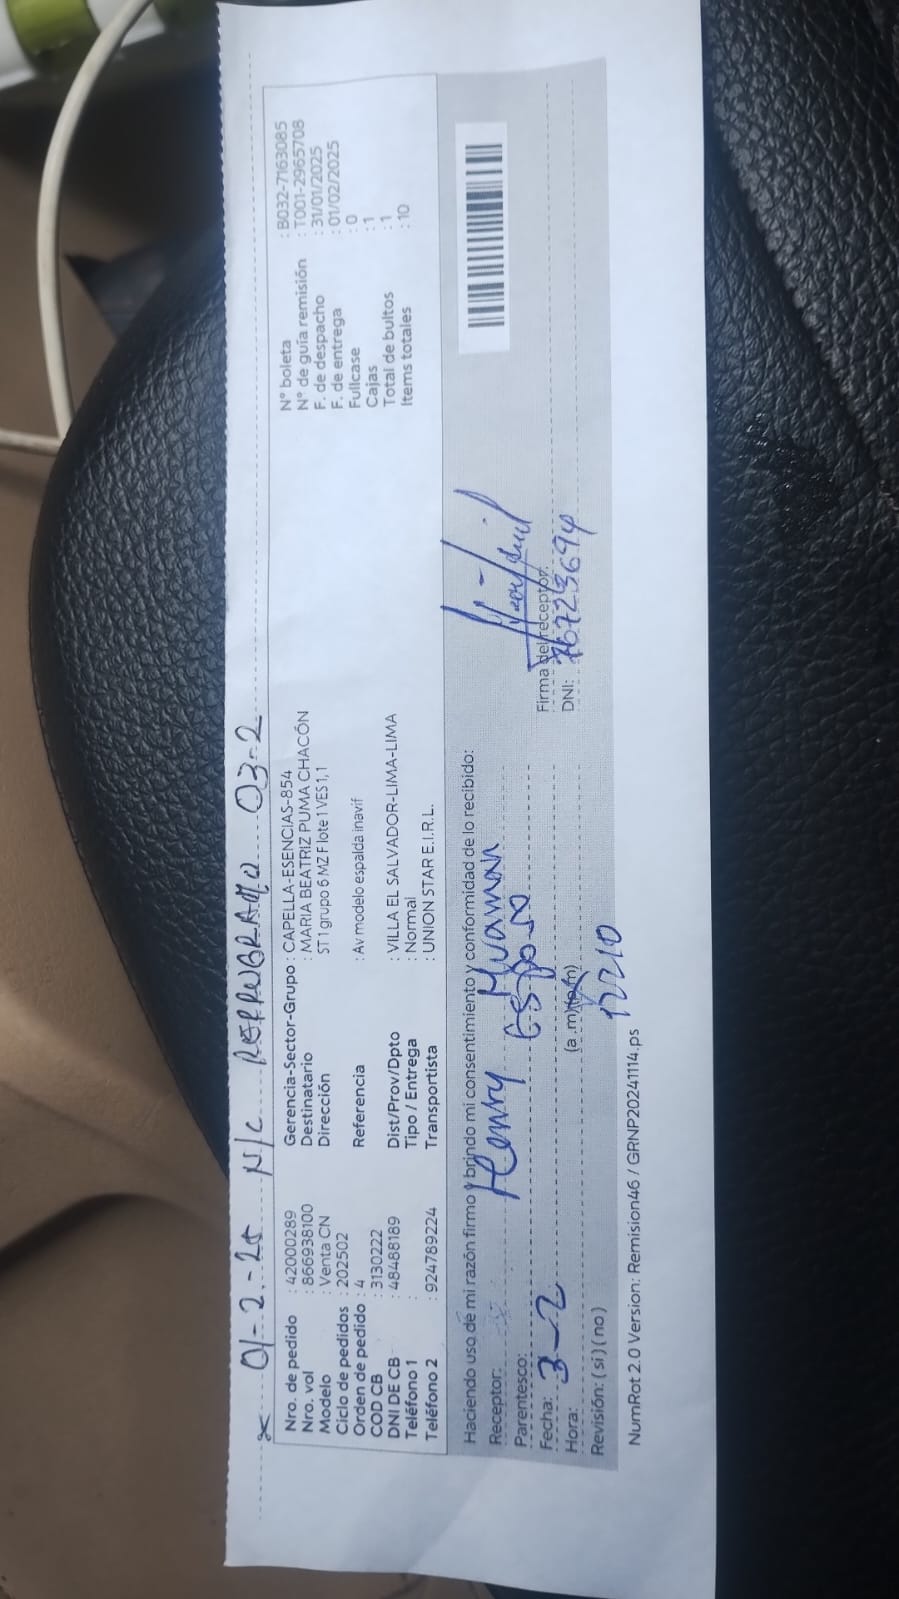 01-2-25 N/C REPROGRAMA 03-2
Nro. de pedido : 42000289 Gerencia-Sector-Grupo : CAPELLA-ESENCIAS-854 N° boleta : B032-7163085
Nro. vol : 866938100 Destinatario : MARIA BEATRIZ PUMA CHACÓN N° de guía remisión : T001-2965708
Modelo : Venta CN Dirección ST 1 grupo 6 MZ F lote 1 VES 1, 1 F. de despacho : 31/01/2025
Ciclo de pedidos : 202502 F. de entrega : 01/02/2025
Orden de pedido : 4 Referencia : Av modelo espalda inavif Fullcase : 0
COD CB : 3130222 Cajas : 1
DNI DE CB : 48488189 Dist/Prov/Dpto : VILLA EL SALVADOR-LIMA-LIMA Total de bultos : 1
Teléfono 1 : Tipo / Entrega : Normal Items totales : 10
Teléfono 2 : 924789224 Transportista : UNION STAR E.I.R.L.
Haciendo uso de mi razón firmo y brindo mi consentimiento y conformidad de lo recibido:
Receptor: Henry Huaman
Parentesco: Esposo
Fecha: 3-2 Firma del receptor:
Hora: (a .m) (p.m) DNI: 76723694
12210
Revisión: ( si ) ( no )
NumRot 2.0 Version: Remision46 / GRNP20241114.ps